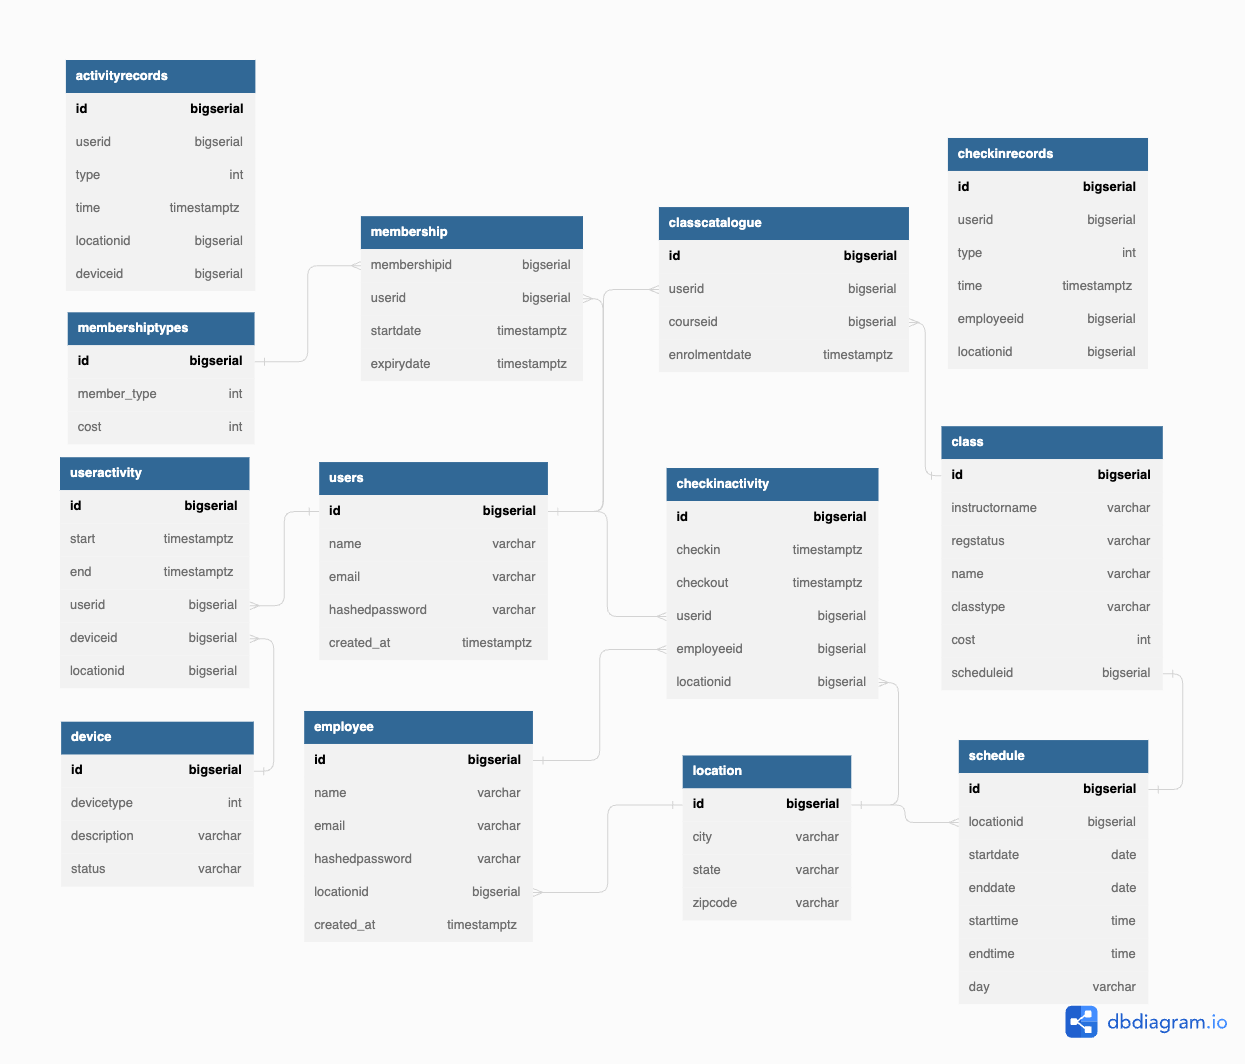 activityrecords
id bigserial
userid bigserial
type int
time timestamptz
locationid bigserial
deviceid bigserial
membershiptypes
id bigserial
member_type int
cost int
useractivity
id bigserial
start timestamptz
end timestamptz
userid bigserial
deviceid bigserial
locationid bigserial
device
id bigserial
devicetype int
description varchar
status varchar
membership
membershipid bigserial
userid bigserial
startdate timestamptz
expirydate timestamptz
users
id bigserial
name varchar
email varchar
hashedpassword varchar
created_at timestamptz
employee
id bigserial
name varchar
email varchar
hashedpassword varchar
locationid bigserial
created_at timestamptz
classcatalogue
id bigserial
userid bigserial
courseid bigserial
enrolmentdate timestamptz
checkinactivity
id bigserial
checkin timestamptz
checkout timestamptz
userid bigserial
employeeid bigserial
locationid bigserial
location
id bigserial
city varchar
state varchar
zipcode varchar
checkinrecords
id bigserial
userid bigserial
type int
time timestamptz
employeeid bigserial
locationid bigserial
class
id bigserial
instructorname varchar
regstatus varchar
name varchar
classtype varchar
cost int
scheduleid bigserial
schedule
id bigserial
locationid bigserial
startdate date
enddate date
starttime time
endtime time
day varchar
dbdiagram.io